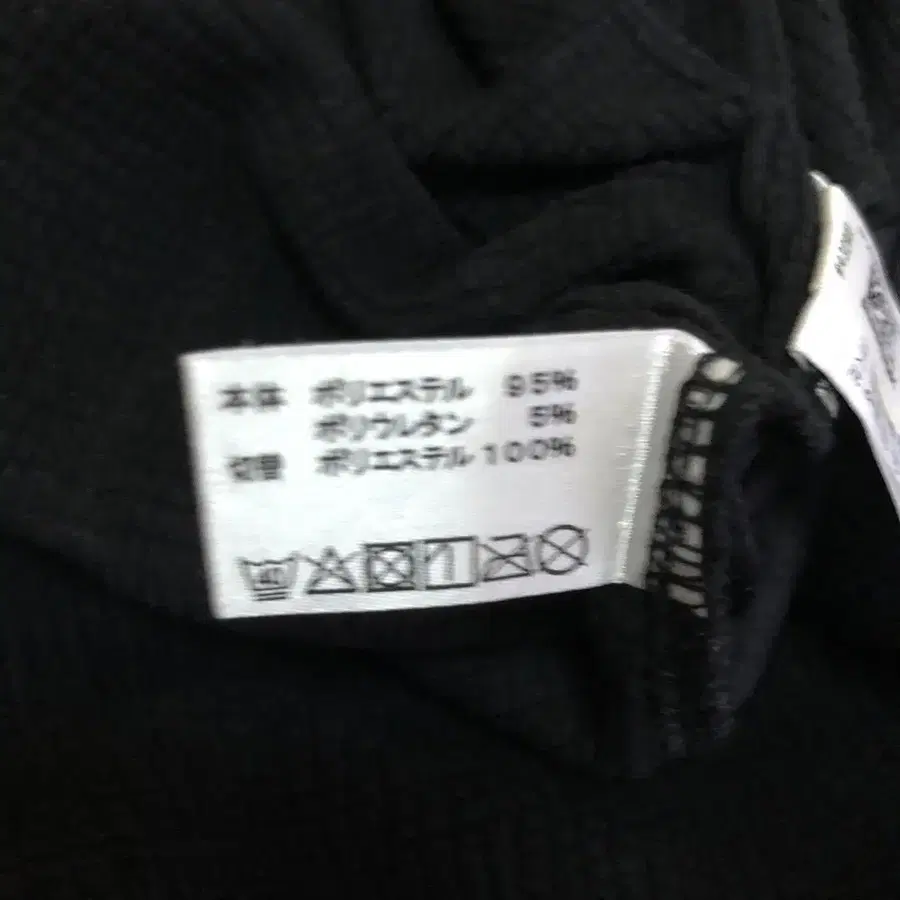 本体 ポリエステル 95%
ポリウレタン 5%
切替 ポリエステル 100%
40